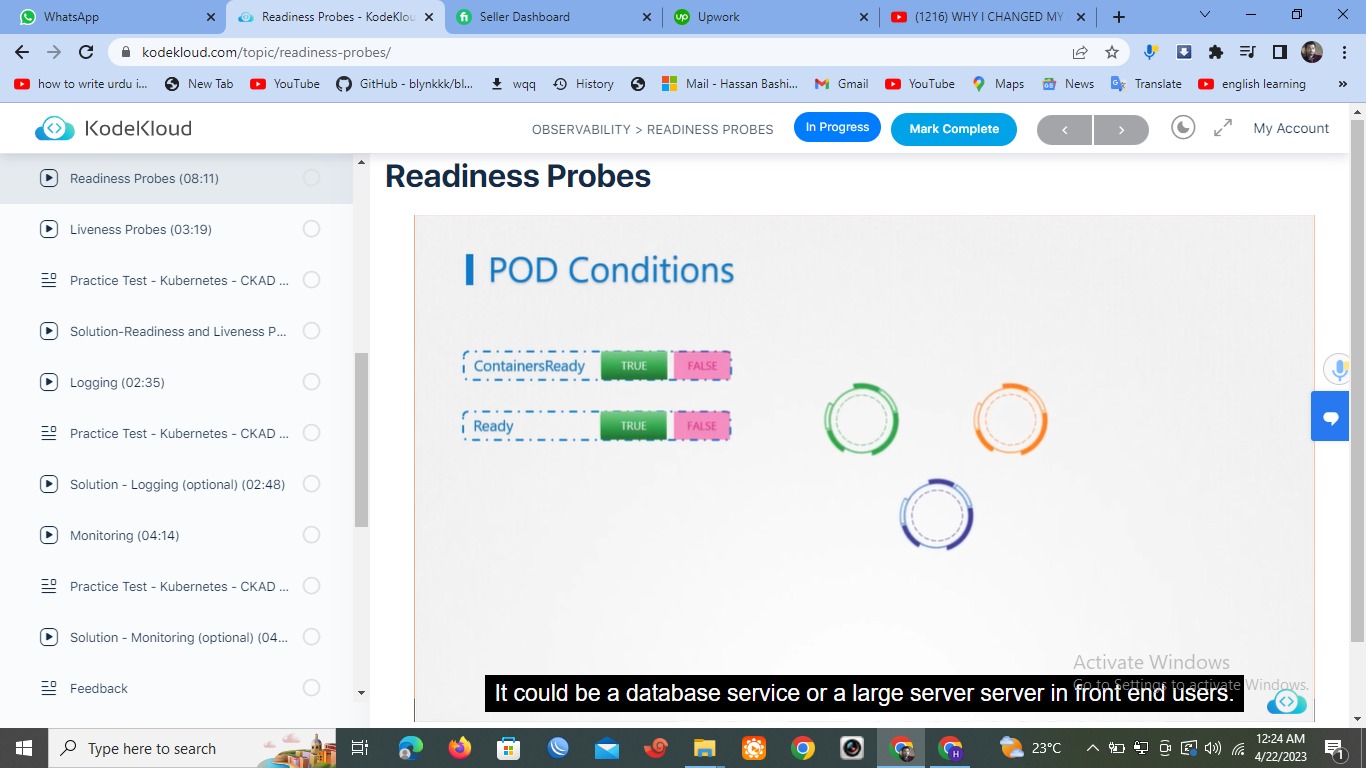 WhatsApp
Readiness Probes - KodeKlou
Seller Dashboard
Upwork
(1216) WHY I CHANGED MY
kodekloud.com/topic/readiness-probes/
how to write urdu i...
New Tab
YouTube
GitHub - blynkkk/bl...
wqq
History
Mail - Hassan Bashi...
Gmail
YouTube
Maps
News
Translate
english learning
»
KodeKloud
OBSERVABILITY > READINESS PROBES
In Progress
Mark Complete
My Account
Readiness Probes (08:11)
Liveness Probes (03:19)
Practice Test - Kubernetes - CKAD ...
Solution-Readiness and Liveness P...
Logging (02:35)
Practice Test - Kubernetes - CKAD ...
Solution - Logging (optional) (02:48)
Monitoring (04:14)
Practice Test - Kubernetes - CKAD ...
Solution - Monitoring (optional) (04...
Feedback
Readiness Probes
POD Conditions
ContainersReady TRUE FALSE
Ready TRUE FALSE
It could be a database service or a large server server in front end users.
Activate Windows
Go to Settings to activate Windows.
Type here to search
23°C
12:24 AM
4/22/2023
1